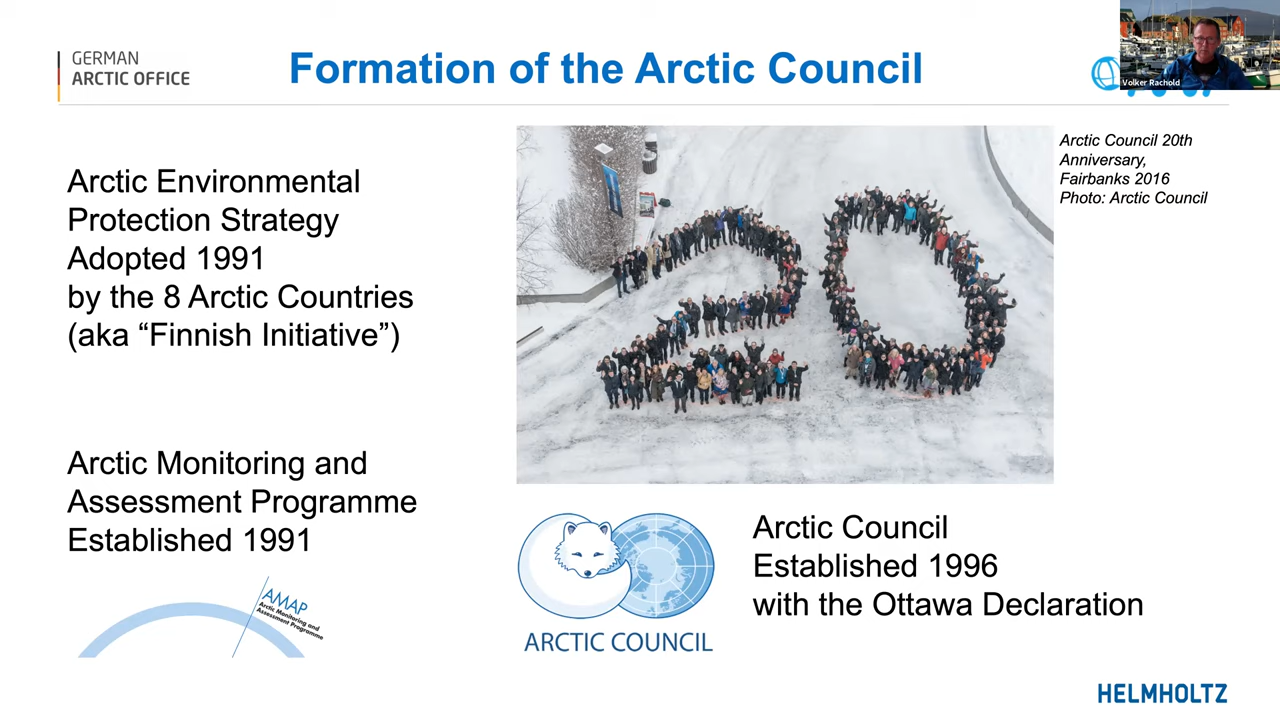 GERMAN
ARCTIC OFFICE
Formation of the Arctic Council
Volker Rachold
Arctic Environmental
Protection Strategy
Adopted 1991
by the 8 Arctic Countries
(aka “Finnish Initiative”)
Arctic Council 20th
Anniversary,
Fairbanks 2016
Photo: Arctic Council
Arctic Monitoring and
Assessment Programme
Established 1991
AMAP
Arctic Monitoring and
Assessment Programme
ARCTIC COUNCIL
Arctic Council
Established 1996
with the Ottawa Declaration
HELMHOLTZ